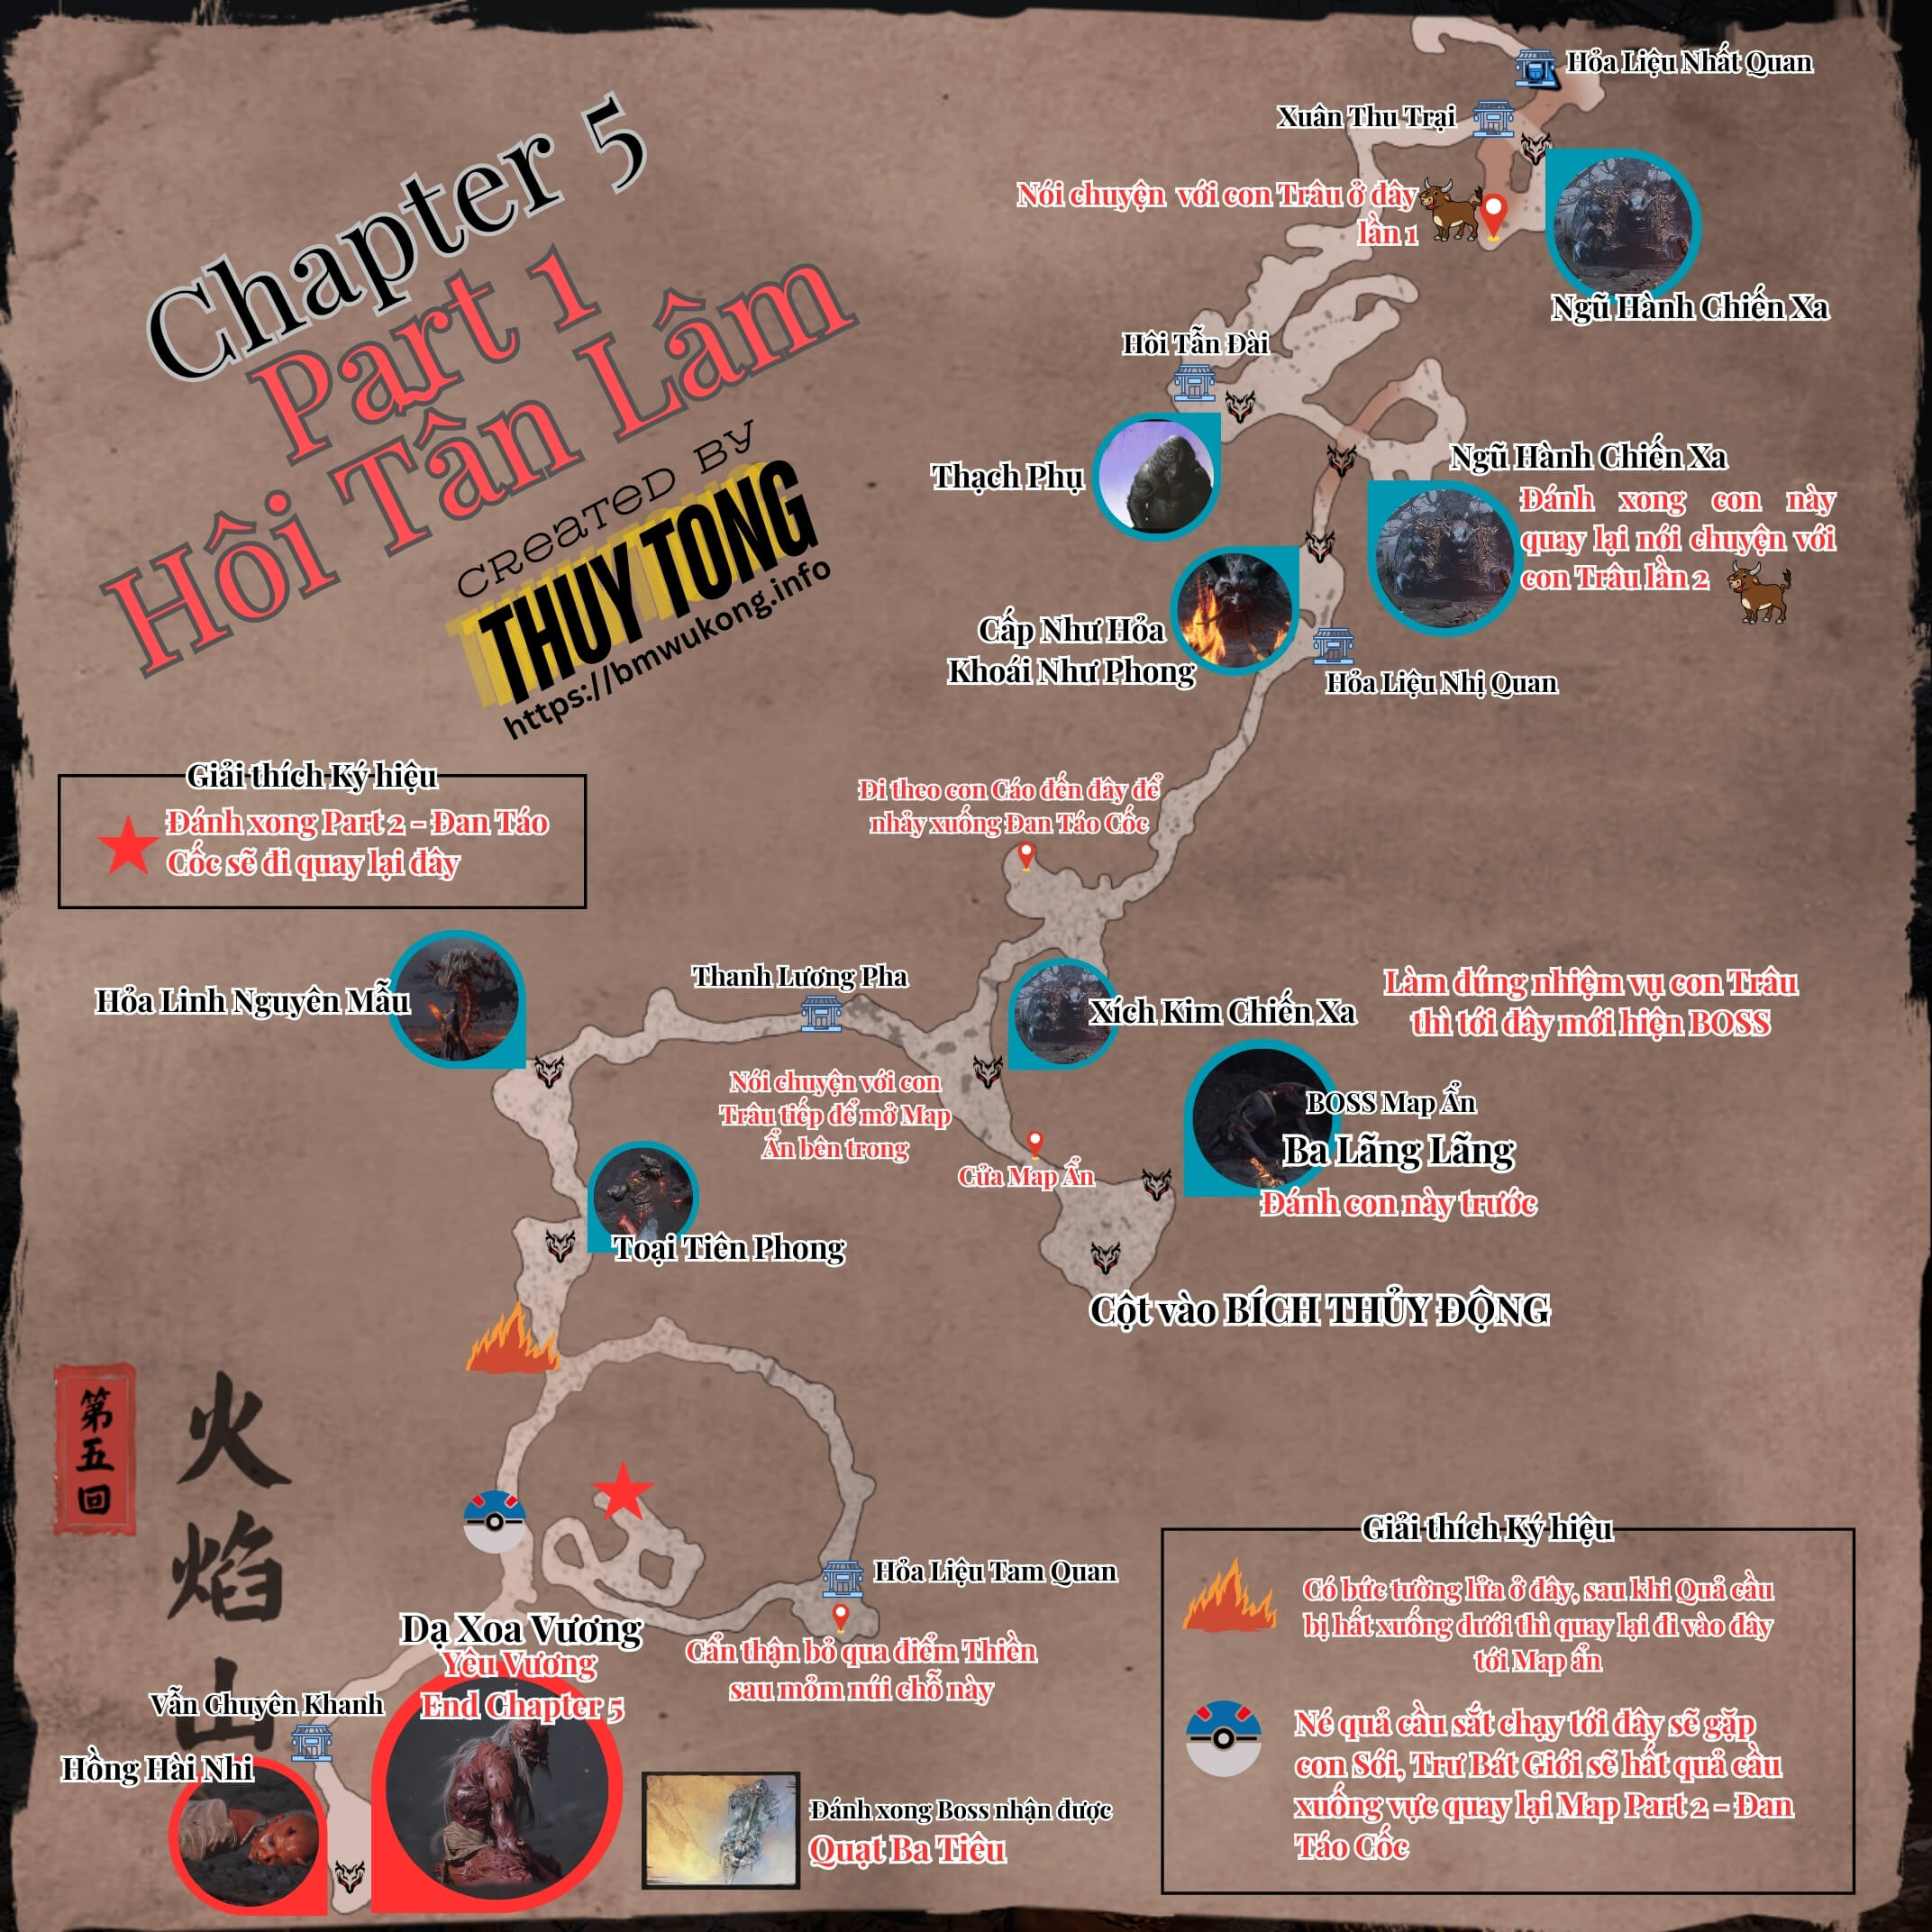 Chapter 5
Part 1
Hôi Tân Lâm
CREATED BY
THUY TONG
https://bmwukong.info
Hỏa Liệu Nhất Quan
Xuân Thu Trại
Nói chuyện với con Trâu ở đây
lần 1
Ngũ Hành Chiến Xa
Hôi Tẫn Đài
Thạch Phụ
Ngũ Hành Chiến Xa
Đánh xong con này
quay lại nói chuyện với
con Trâu lần 2
Cấp Như Hỏa
Khoái Như Phong
Hỏa Liệu Nhị Quan
Giải thích Ký hiệu
Đánh xong Part 2 - Đan Táo
Cốc sẽ đi quay lại đây
Đi theo con Cáo đến đây để
nhảy xuống Đan Táo Cốc
Hỏa Linh Nguyên Mẫu
Thanh Lương Pha
Xích Kim Chiến Xa
Làm đúng nhiệm vụ con Trâu
thì tới đây mới hiện BOSS
Nói chuyện với con
Trâu tiếp để mở Map
Ẩn bên trong
Cửa Map Ẩn
BOSS Map Ẩn
Ba Lãng Lãng
Đánh con này trước
Toại Tiên Phong
Cột vào BÍCH THỦY ĐỘNG
第五回
火焰山
Hỏa Liệu Tam Quan
Cẩn thận bỏ qua điểm Thiền
sau mỏm núi chỗ này
Dạ Xoa Vương
Yêu Vương
End Chapter 5
Vẫn Chuyên Khanh
Hồng Hài Nhi
Đánh xong Boss nhận được
Quạt Ba Tiêu
Giải thích Ký hiệu
Có bức tường lửa ở đây, sau khi Quả cầu
bị hất xuống dưới thì quay lại đi vào đây
tới Map ẩn
Né quả cầu sắt chạy tới đây sẽ gặp
con Sói, Trư Bát Giới sẽ hất quả cầu
xuống vực quay lại Map Part 2 - Đan
Táo Cốc